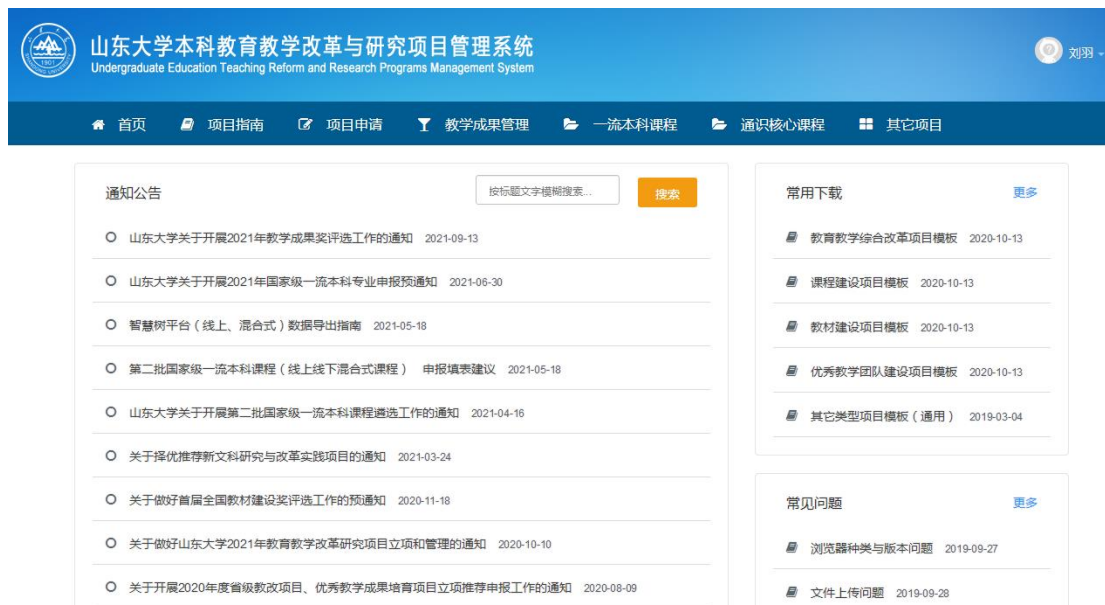 山东大学本科教育教学改革与研究项目管理系统
Undergraduate Education Teaching Reform and Research Programs Management System
刘羽
首页 项目指南 项目申请 教学成果管理 一流本科课程 通识核心课程 其它项目
通知公告 按标题文字模糊搜索... 搜索
山东大学关于开展2021年教学成果奖评选工作的通知 2021-09-13
山东大学关于开展2021年国家级一流本科专业申报预通知 2021-06-30
智慧树平台（线上、混合式）数据导出指南 2021-05-18
第二批国家级一流本科课程（线上线下混合式课程） 申报填表建议 2021-05-18
山东大学关于开展第二批国家级一流本科课程遴选工作的通知 2021-04-16
关于择优推荐新文科研究与改革实践项目的通知 2021-03-24
关于做好首届全国教材建设奖评选工作的预通知 2020-11-18
关于做好山东大学2021年教育教学改革研究项目立项和管理的通知 2020-10-10
关于开展2020年度省级教改项目、优秀教学成果培育项目立项推荐申报工作的通知 2020-08-09
常用下载 更多
教育教学综合改革项目模板 2020-10-13
课程建设项目模板 2020-10-13
教材建设项目模板 2020-10-13
优秀教学团队建设项目模板 2020-10-13
其它类型项目模板（通用） 2019-03-04
常见问题 更多
浏览器种类与版本问题 2019-09-27
文件上传问题 2019-09-28